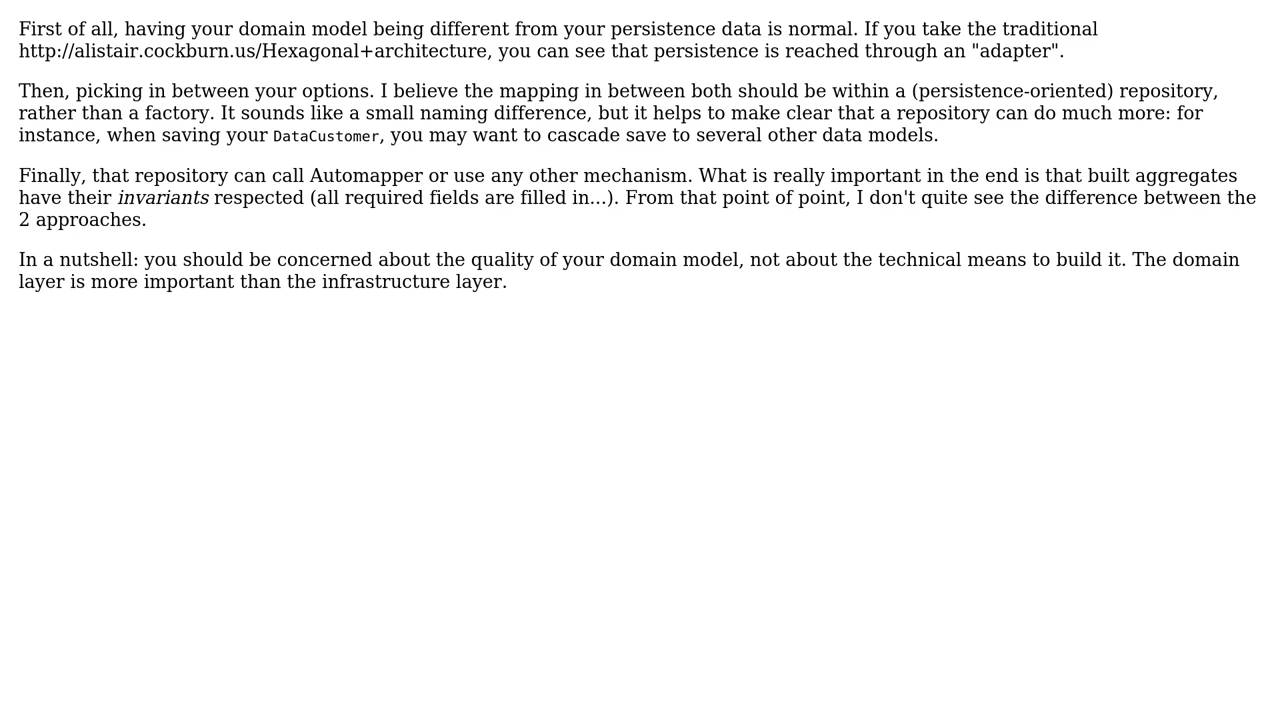 First of all, having your domain model being different from your persistence data is normal. If you take the traditional
http://alistair.cockburn.us/Hexagonal+architecture, you can see that persistence is reached through an "adapter".
Then, picking in between your options. I believe the mapping in between both should be within a (persistence-oriented) repository,
rather than a factory. It sounds like a small naming difference, but it helps to make clear that a repository can do much more: for
instance, when saving your DataCustomer, you may want to cascade save to several other data models.
Finally, that repository can call Automapper or use any other mechanism. What is really important in the end is that built aggregates
have their invariants respected (all required fields are filled in...). From that point of point, I don't quite see the difference between the
2 approaches.
In a nutshell: you should be concerned about the quality of your domain model, not about the technical means to build it. The domain
layer is more important than the infrastructure layer.